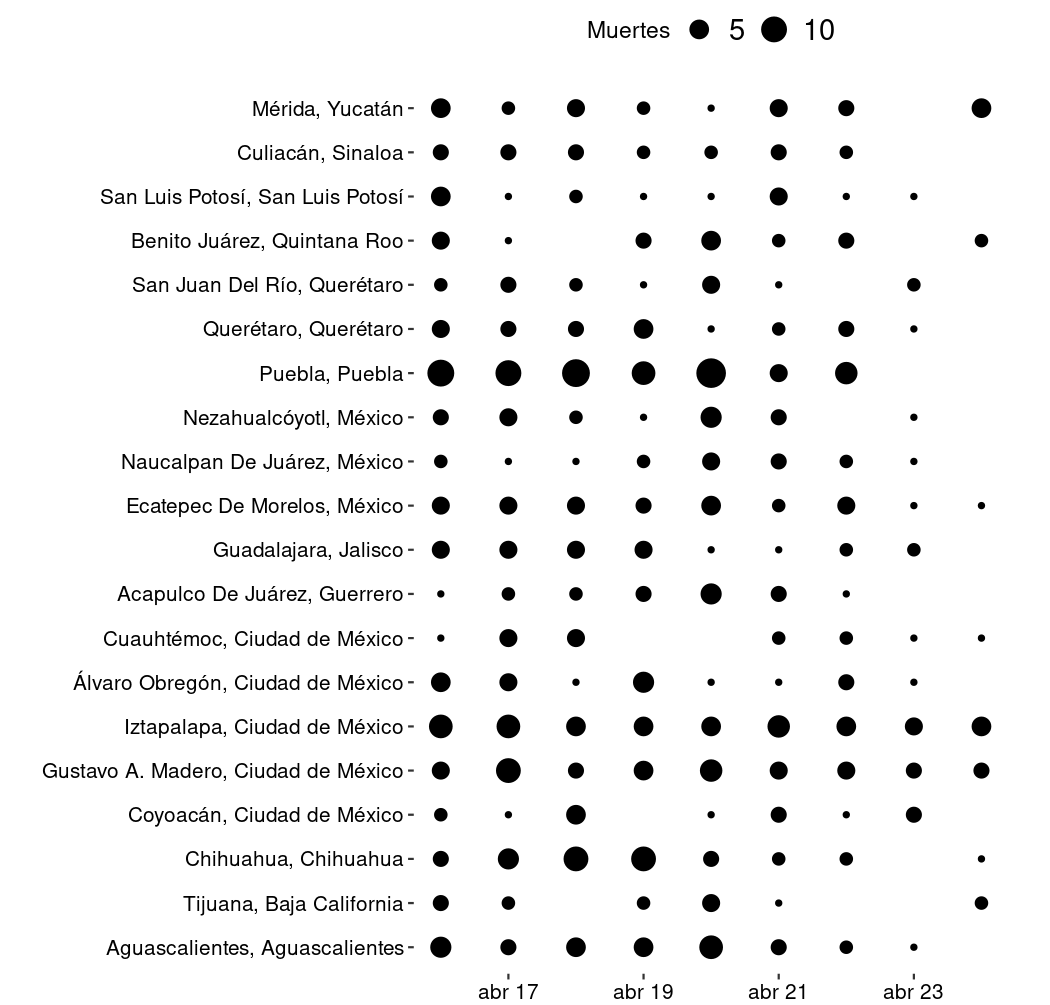 Muertes 5 10
Mérida, Yucatán
Culiacán, Sinaloa
San Luis Potosí, San Luis Potosí
Benito Juárez, Quintana Roo
San Juan Del Río, Querétaro
Querétaro, Querétaro
Puebla, Puebla
Nezahualcóyotl, México
Naucalpan De Juárez, México
Ecatepec De Morelos, México
Guadalajara, Jalisco
Acapulco De Juárez, Guerrero
Cuauhtémoc, Ciudad de México
Álvaro Obregón, Ciudad de México
Iztapalapa, Ciudad de México
Gustavo A. Madero, Ciudad de México
Coyoacán, Ciudad de México
Chihuahua, Chihuahua
Tijuana, Baja California
Aguascalientes, Aguascalientes
abr 17 abr 19 abr 21 abr 23